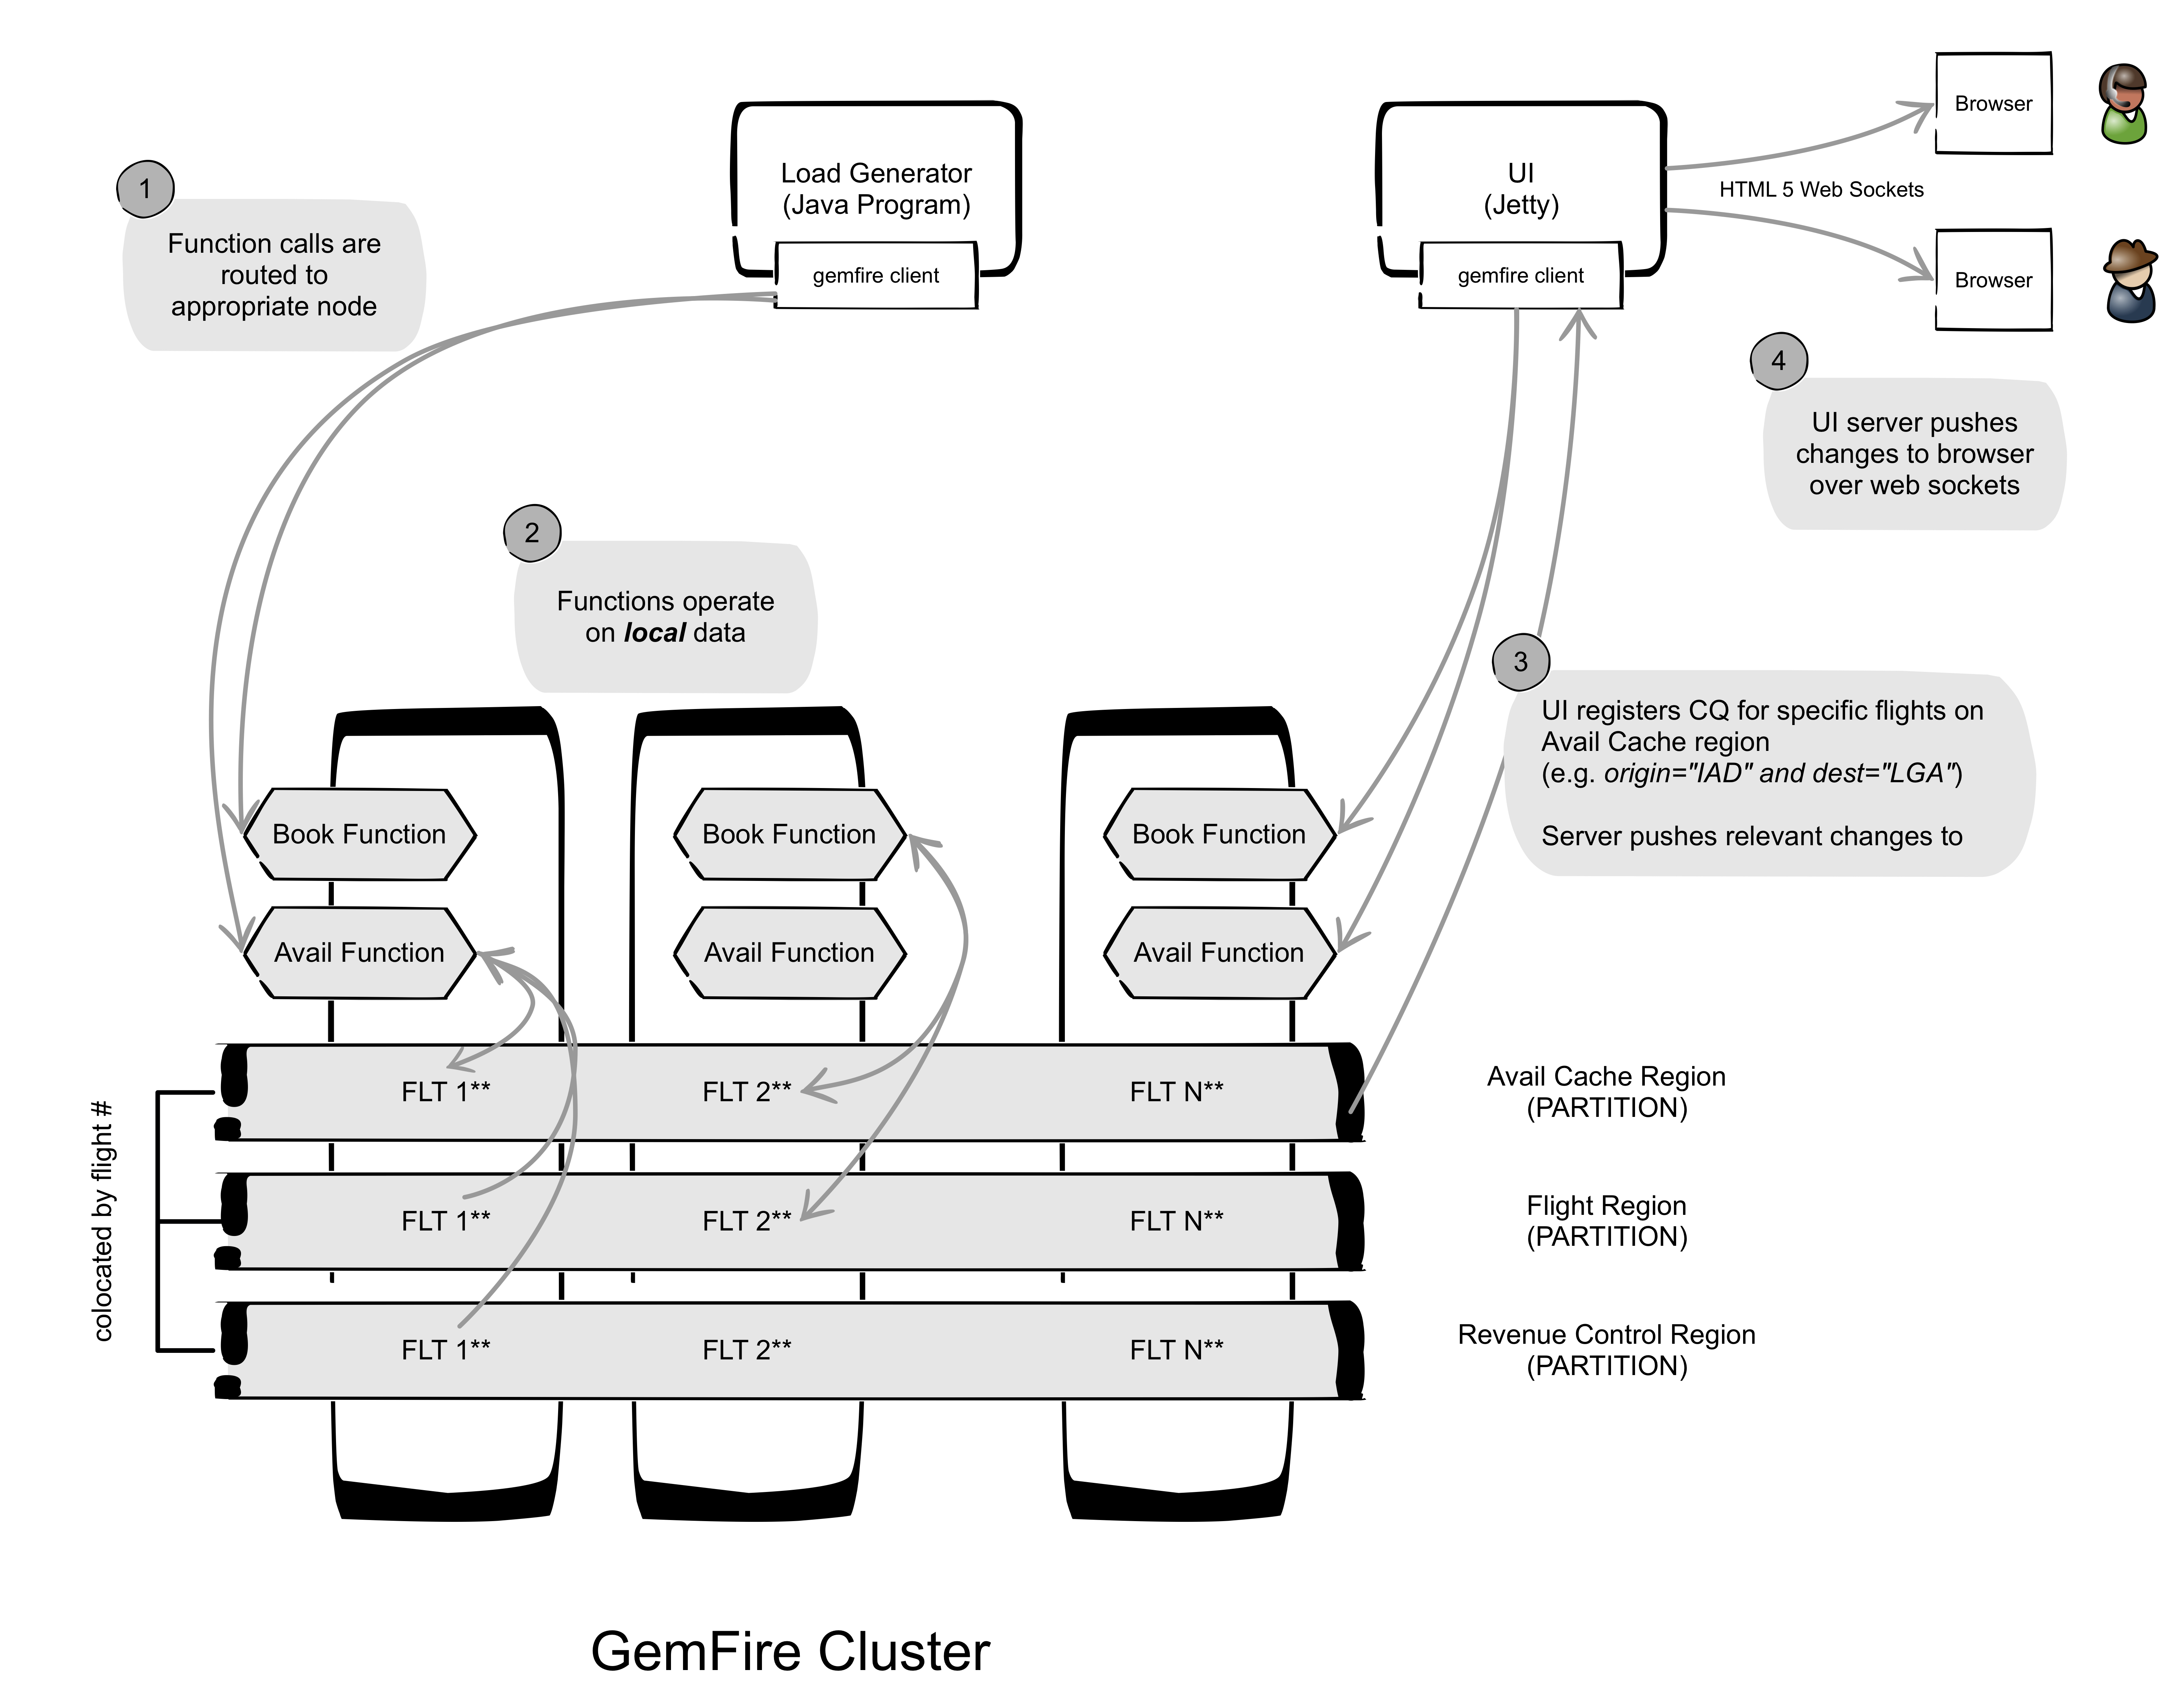 Browser
Load Generator
(Java Program)
gemfire client
UI
(Jetty)
gemfire client
HTML 5 Web Sockets
Browser
1
Function calls are
routed to
appropriate node
4
UI server pushes
changes to browser
over web sockets
2
Functions operate
on local data
3
UI registers CQ for specific flights on
Avail Cache region
(e.g. origin="IAD" and dest="LGA")
Server pushes relevant changes to
Book Function
Book Function
Book Function
Avail Function
Avail Function
Avail Function
colocated by flight #
FLT 1**
FLT 2**
FLT N**
Avail Cache Region
(PARTITION)
FLT 1**
FLT 2**
FLT N**
Flight Region
(PARTITION)
FLT 1**
FLT 2**
FLT N**
Revenue Control Region
(PARTITION)
GemFire Cluster